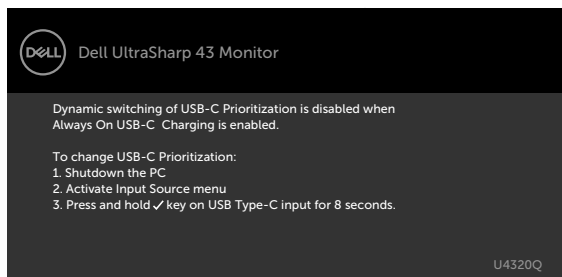 DELL Dell UltraSharp 43 Monitor
Dynamic switching of USB-C Prioritization is disabled when
Always On USB-C Charging is enabled.
To change USB-C Prioritization:
1. Shutdown the PC
2. Activate Input Source menu
3. Press and hold ✓ key on USB Type-C input for 8 seconds.
U4320Q